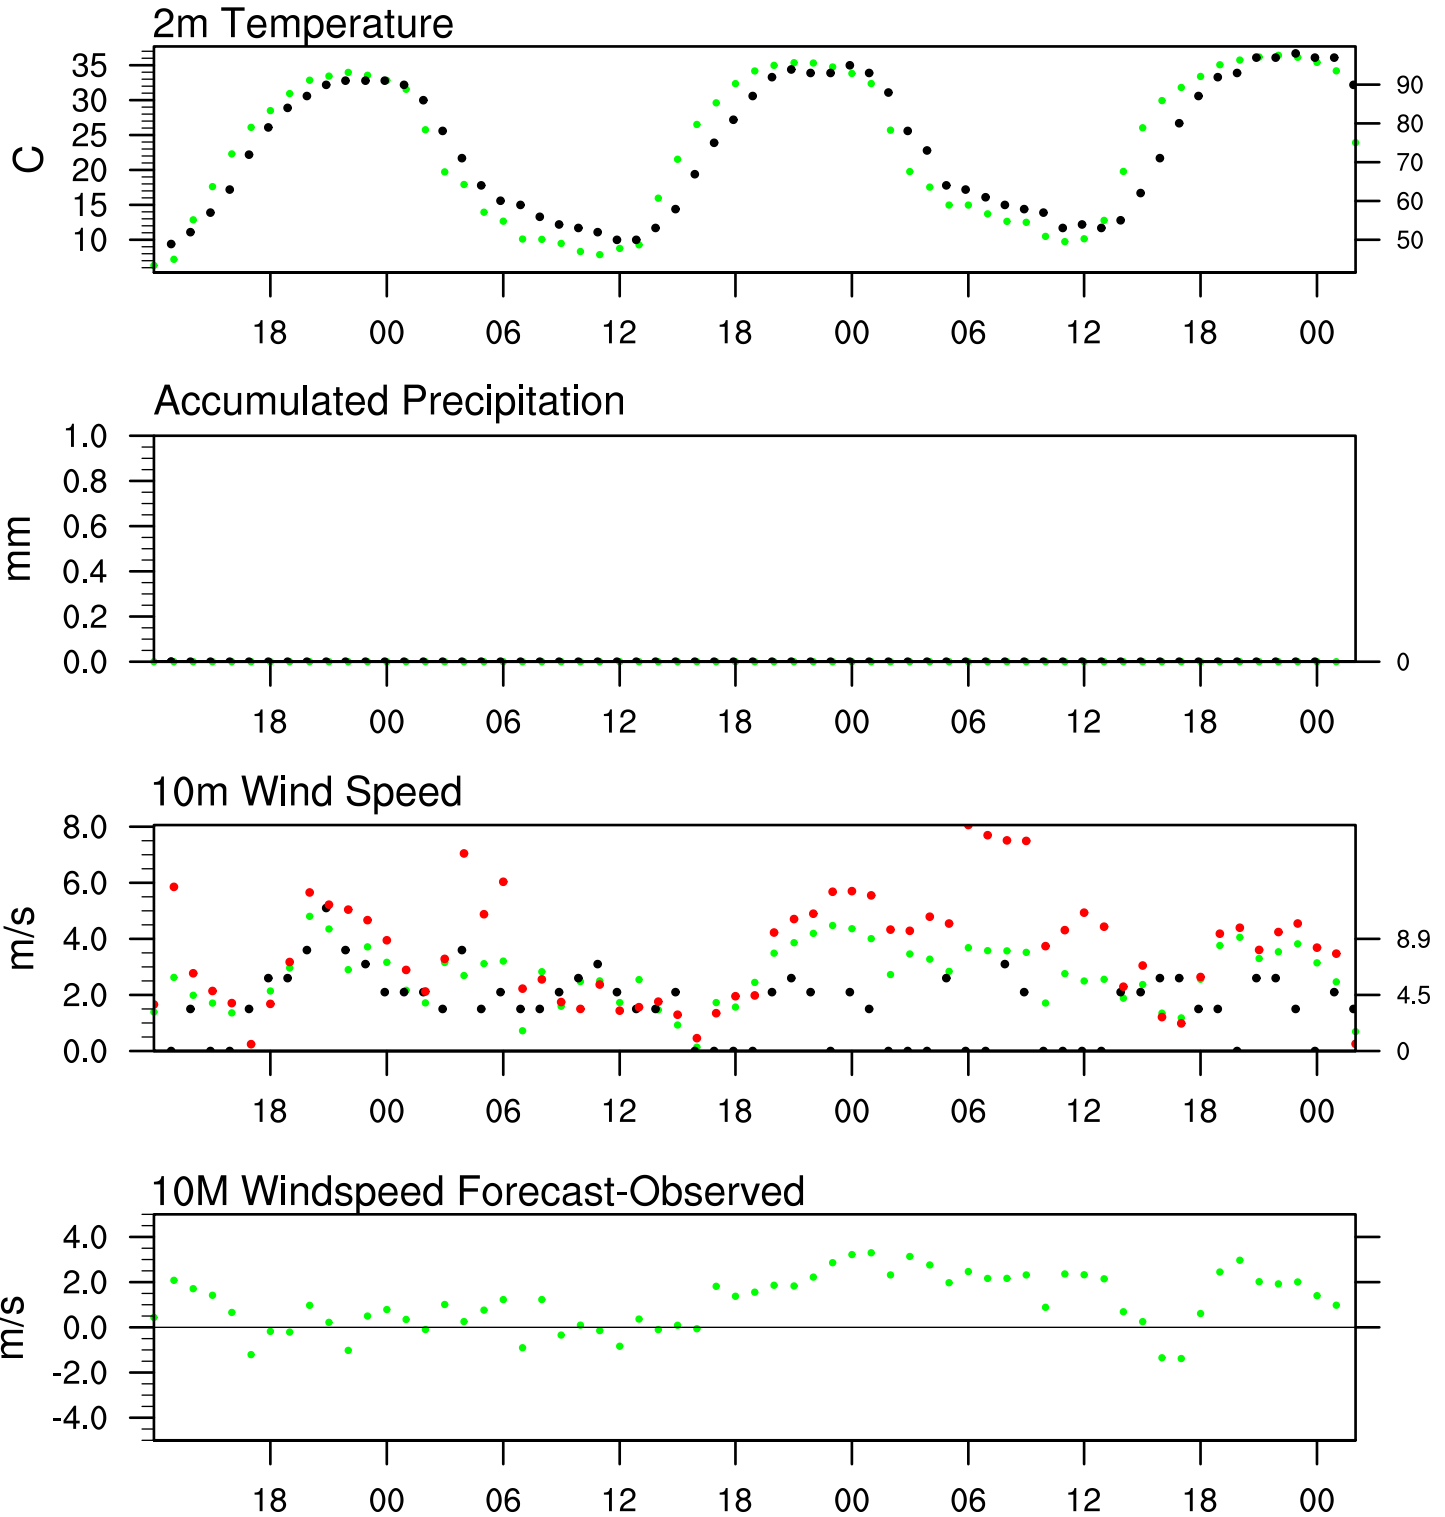 2m Temperature
35
30
25
20
15
10
C
90
80
70
60
50
18 00 06 12 18 00 06 12 18 00
Accumulated Precipitation
1.0
0.8
0.6
0.4
0.2
0.0
mm
0
18 00 06 12 18 00 06 12 18 00
10m Wind Speed
8.0
6.0
4.0
2.0
0.0
m/s
8.9
4.5
0
18 00 06 12 18 00 06 12 18 00
10M Windspeed Forecast-Observed
4.0
2.0
0.0
-2.0
-4.0
m/s
18 00 06 12 18 00 06 12 18 00